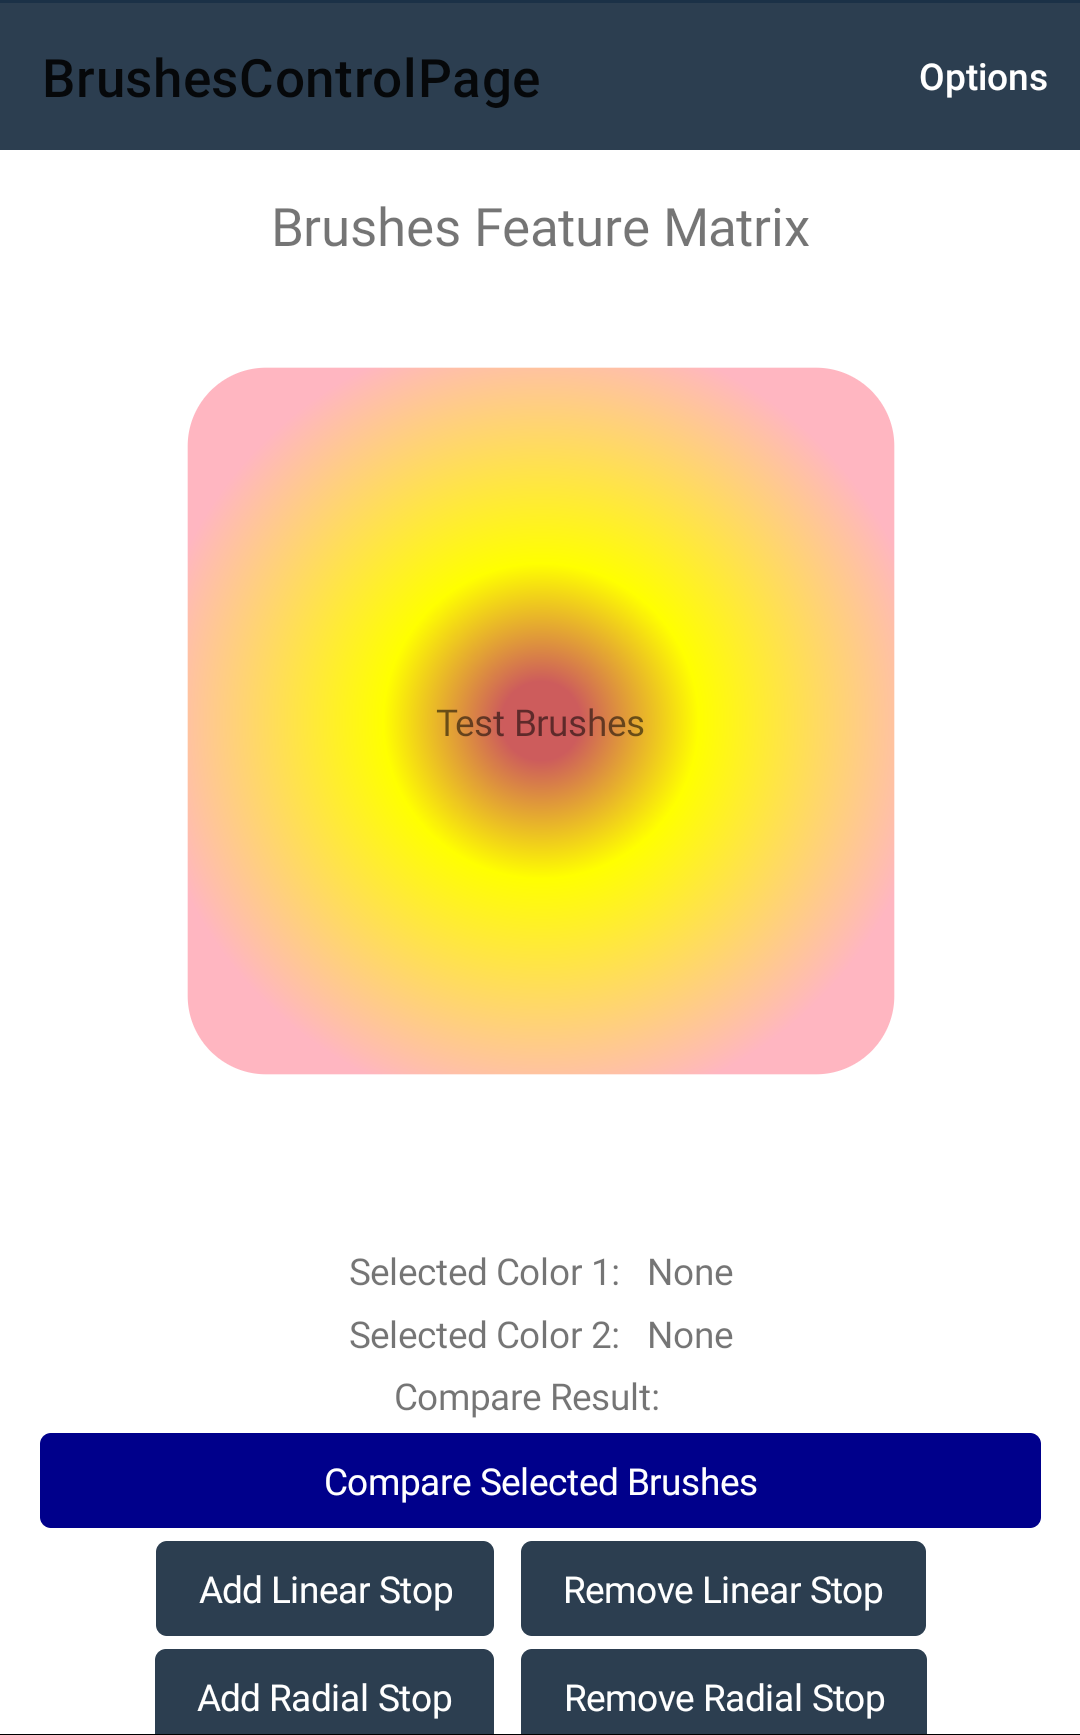 BrushesControlPage Options
Brushes Feature Matrix
Test Brushes
Selected Color 1: None
Selected Color 2: None
Compare Result:
Compare Selected Brushes
Add Linear Stop Remove Linear Stop
Add Radial Stop Remove Radial Stop